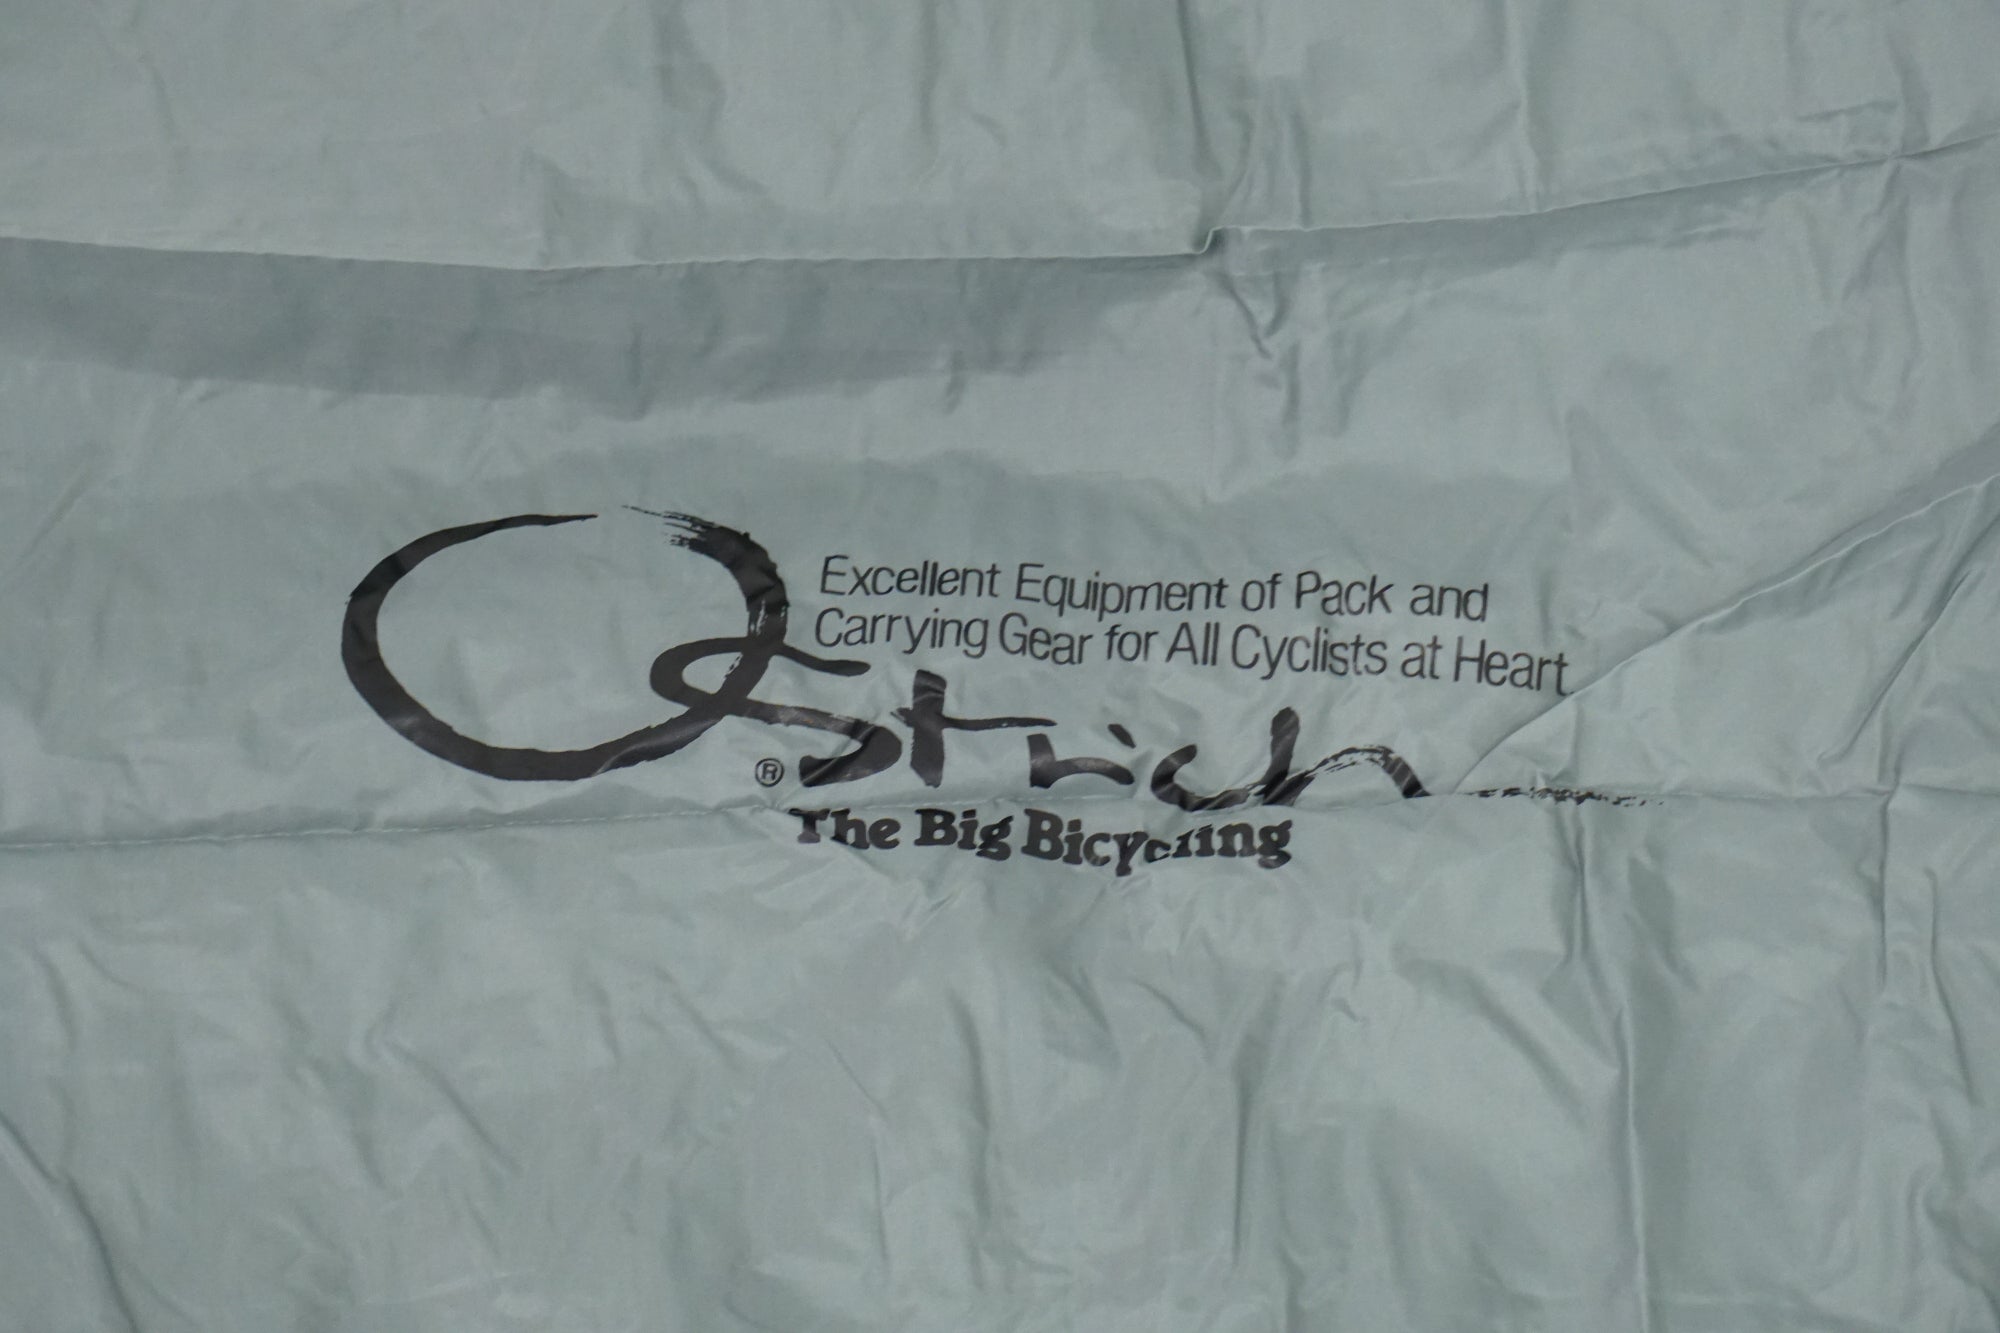 Excellent Equipment of Pack and
Carrying Gear for All Cyclists at Heart
Ostrich
®
The Big Bicycling